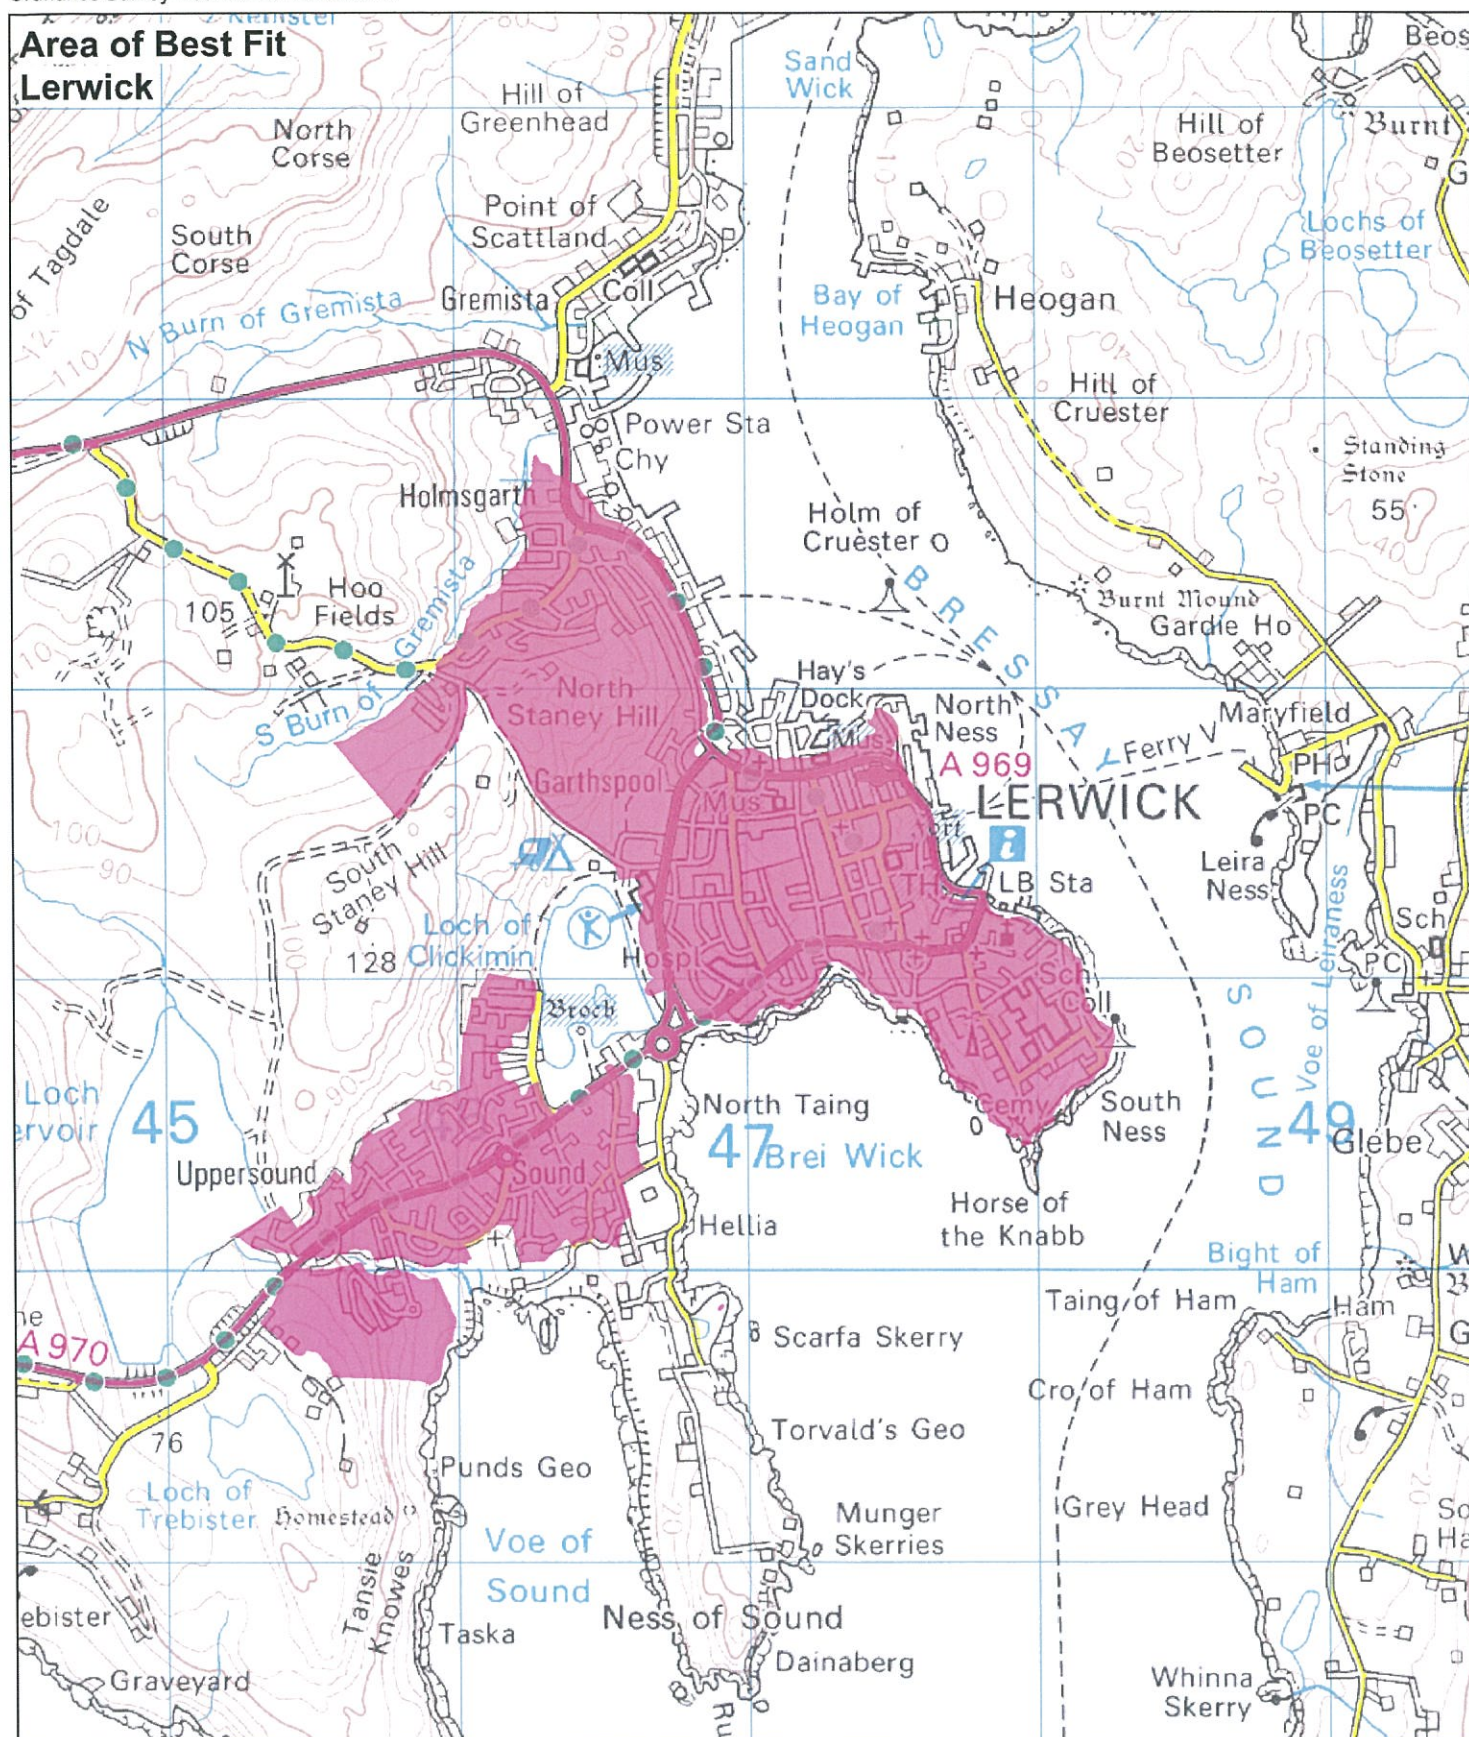 Area of Best Fit
Lerwick
Sand
Wick
Hill of
Greenhead
North
Corse
Hill of
Beosetter
Burnt
of Tagdale
South
Corse
Point of
Scattland
Lochs of
Beosetter
N Burn of Gremista
Gremista
Coll
Bay of
Heogan
Heogan
110
Mus
Hill of
Cruester
Power Sta
Chy
Standing
Stone
55
20
40
Holmsgarth
Holm of
Cruester
105
Hoo
Fields
S Burn of Gremista
Burnt Mound
Gardie Ho
BRESSAY
SOUND
North
Staney Hill
Hay's
Dock
North
Ness
Mus
Maryfield
Ferry V
A 969
PH
PC
Garthspool
Mus
LERWICK
100
90
South
Staney Hill
128
Leira
Ness
TH
LB Sta
Loch of
Clickimin
Hospl
Sch
PC
Voe of Leiraness
Broch
Sch
Coll
Loch
45
Uppersound
Sound
North Taing
47
Brei Wick
Cemy
South
Ness
49
Glebe
Hellia
Horse of
the Knabb
Bight of
Ham
Taing of Ham
Ham
A 970
Scarfa Skerry
Cro of Ham
76
Torvald's Geo
Punds Geo
Loch of
Trebister
Homestead
Munger
Skerries
Grey Head
Voe of
Sound
Tansie
Knowes
Taska
Ness of Sound
Dainaberg
Graveyard
Whinna
Skerry